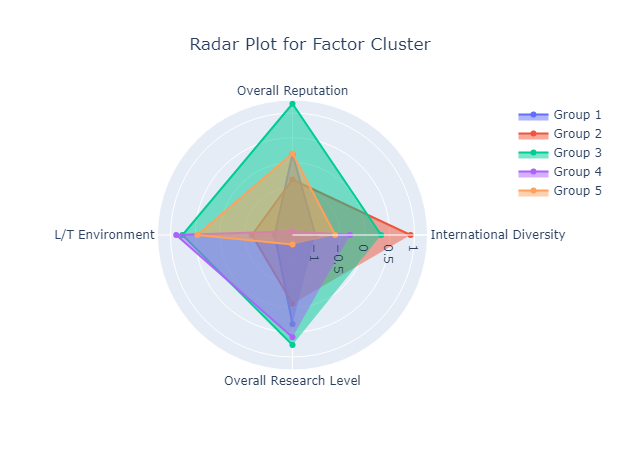 Radar Plot for Factor Cluster
Overall Reputation
Group 1
Group 2
Group 3
Group 4
Group 5
L/T Environment
International Diversity
−1
−0.5
0
0.5
1
Overall Research Level